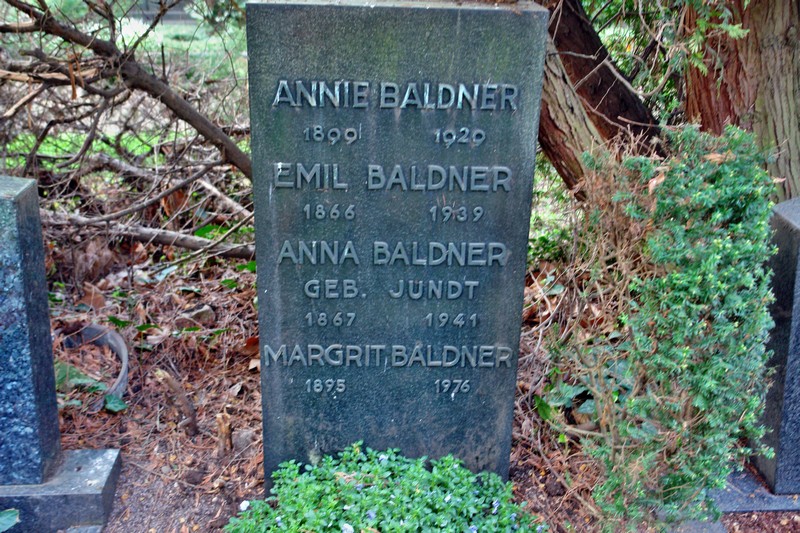 ANNIE BALDNER
1899 1929
EMIL BALDNER
1866 1939
ANNA BALDNER
GEB. JUNDT
1867 1941
MARGRIT BALDNER
1895 1976